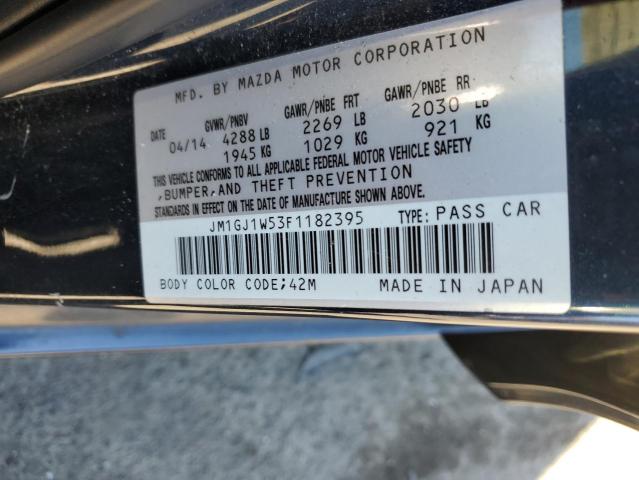 MFD. BY MAZDA MOTOR CORPORATION
DATE GVWR/PNBV GAWR/PNBE FRT GAWR/PNBE RR
04/14 4288 LB 2269 LB 2030 LB
1945 KG 1029 KG 921 KG
THIS VEHICLE CONFORMS TO ALL APPLICABLE FEDERAL MOTOR VEHICLE SAFETY
,BUMPER,AND THEFT PREVENTION
STANDARDS IN EFFECT ON THE DATE OF MANUFACTURE SHOWN ABOVE.
JM1GJ1W53F1182395 TYPE: PASS CAR
BODY COLOR CODE;42M MADE IN JAPAN